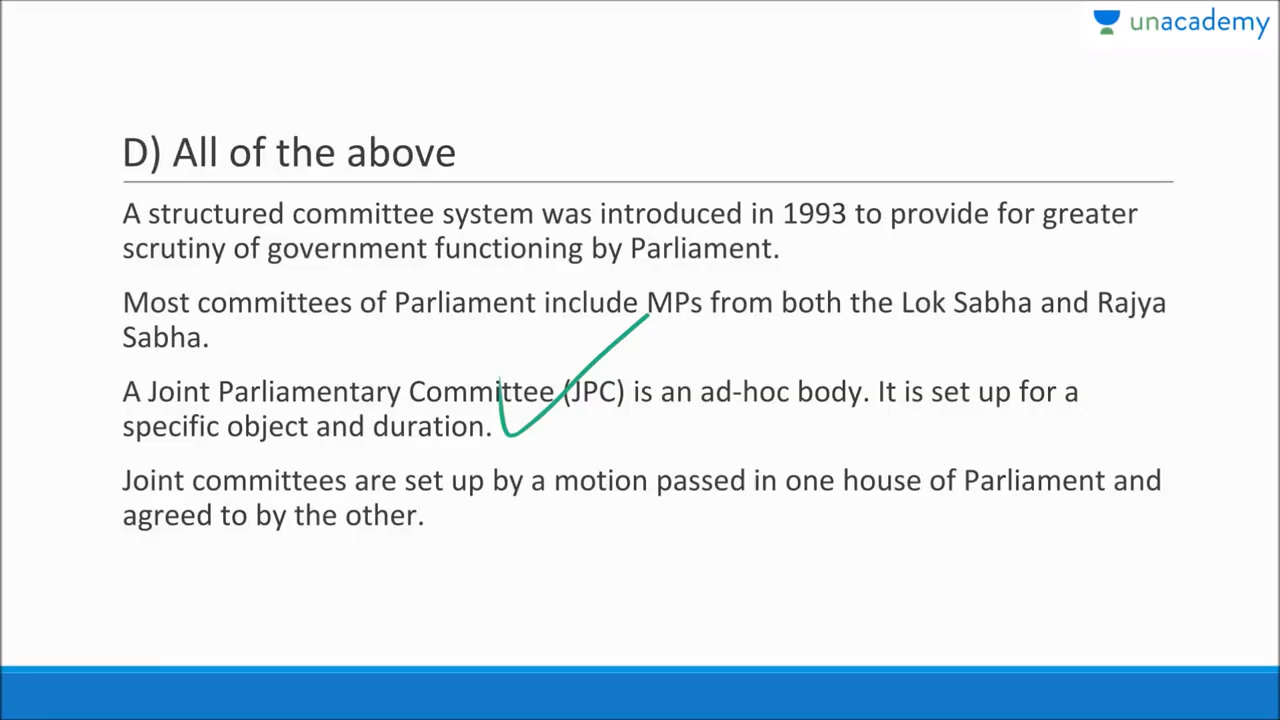 unacademy
D) All of the above
A structured committee system was introduced in 1993 to provide for greater
scrutiny of government functioning by Parliament.
Most committees of Parliament include MPs from both the Lok Sabha and Rajya
Sabha.
A Joint Parliamentary Committee (JPC) is an ad-hoc body. It is set up for a
specific object and duration.
Joint committees are set up by a motion passed in one house of Parliament and
agreed to by the other.